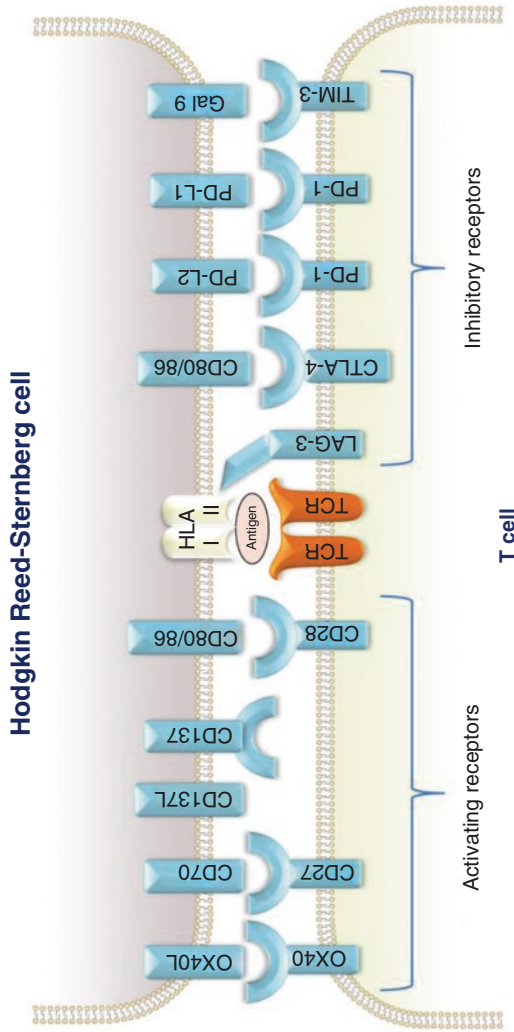 Hodgkin Reed-Sternberg cell
OX40L
CD70
CD137L
CD137
CD80/86
HLA
I II
CD80/86
PD-L2
PD-L1
Gal 9
Antigen
OX40
CD27
CD28
TCR
TCR
LAG-3
CTLA-4
PD-1
PD-1
TIM-3
Activating receptors
Inhibitory receptors
T cell